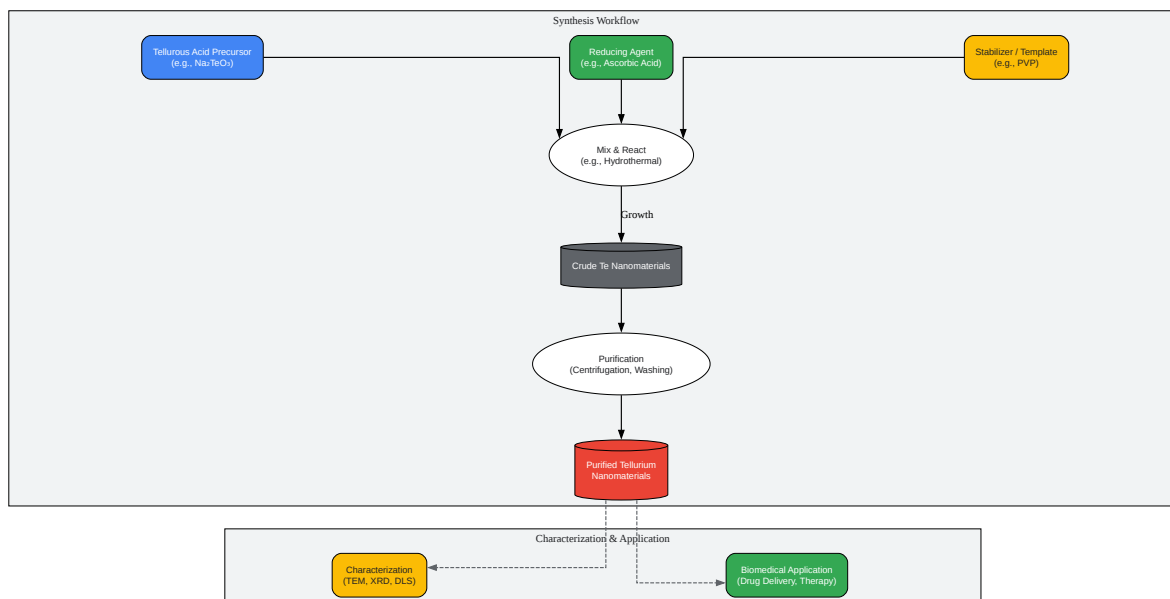 Synthesis Workflow
Tellurous Acid Precursor
(e.g., Na₂TeO₃)
Reducing Agent
(e.g., Ascorbic Acid)
Stabilizer / Template
(e.g., PVP)
Mix & React
(e.g., Hydrothermal)
Growth
Crude Te Nanomaterials
Purification
(Centrifugation, Washing)
Purified Tellurium
Nanomaterials
Characterization & Application
Characterization
(TEM, XRD, DLS)
Biomedical Application
(Drug Delivery, Therapy)